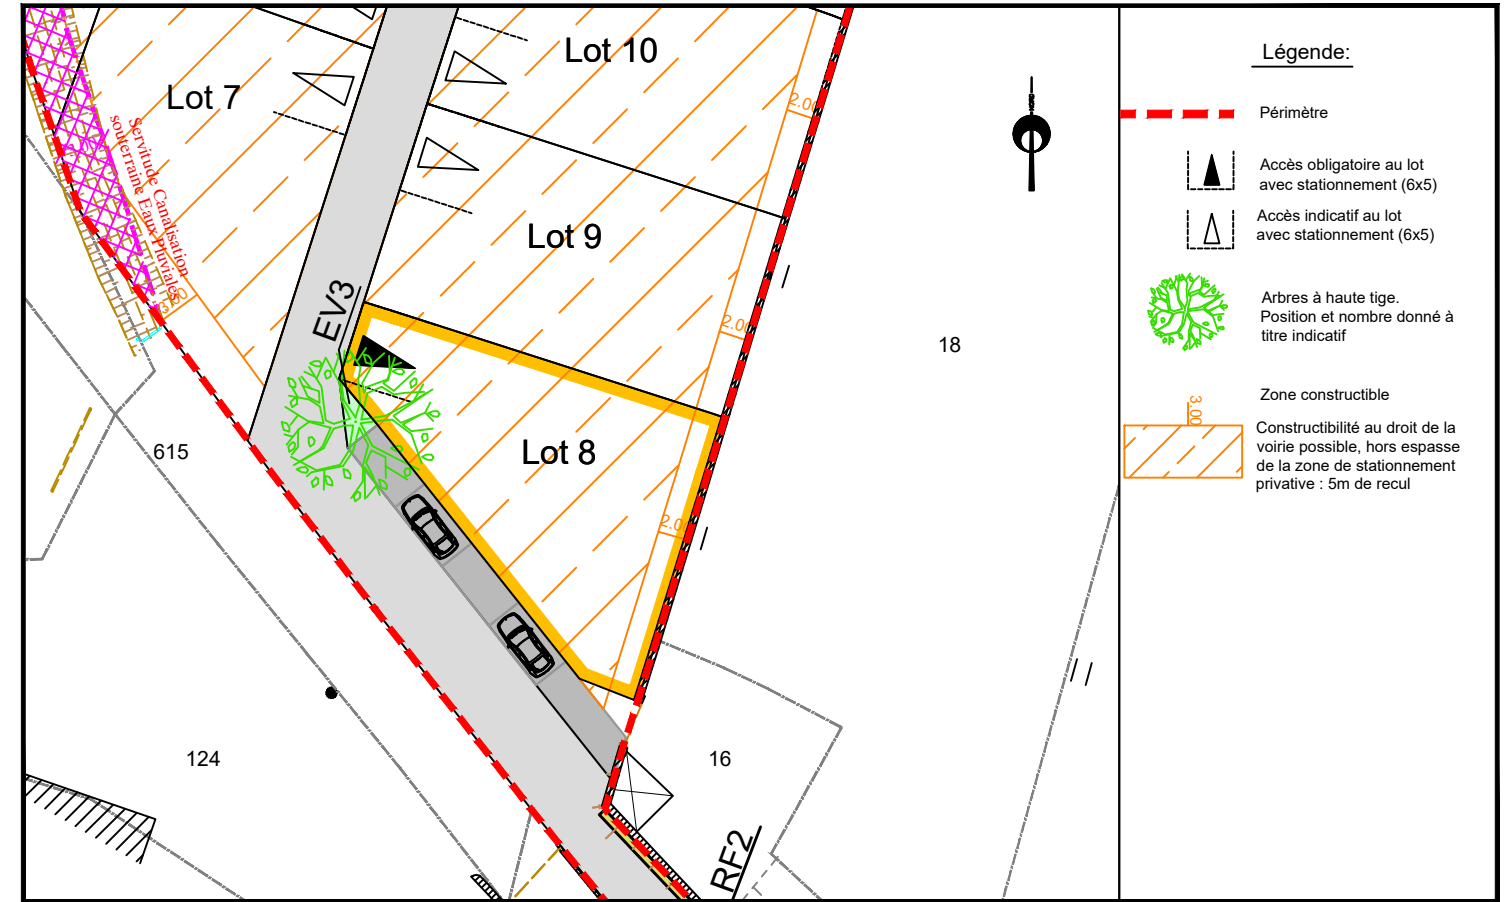 Lot 10
Lot 7
2.00
Servitude Canalisation
souterraine Eaux Pluviales
Lot 9
EV3
2.00
18
Lot 8
615
2.0
124
16
RF2
Légende:
NORD
Périmètre
Accès obligatoire au lot
avec stationnement (6x5)
Accès indicatif au lot
avec stationnement (6x5)
Arbres à haute tige.
Position et nombre donné à
titre indicatif
3.00
Zone constructible
Constructibilité au droit de la
voirie possible, hors espasse
de la zone de stationnement
privative : 5m de recul